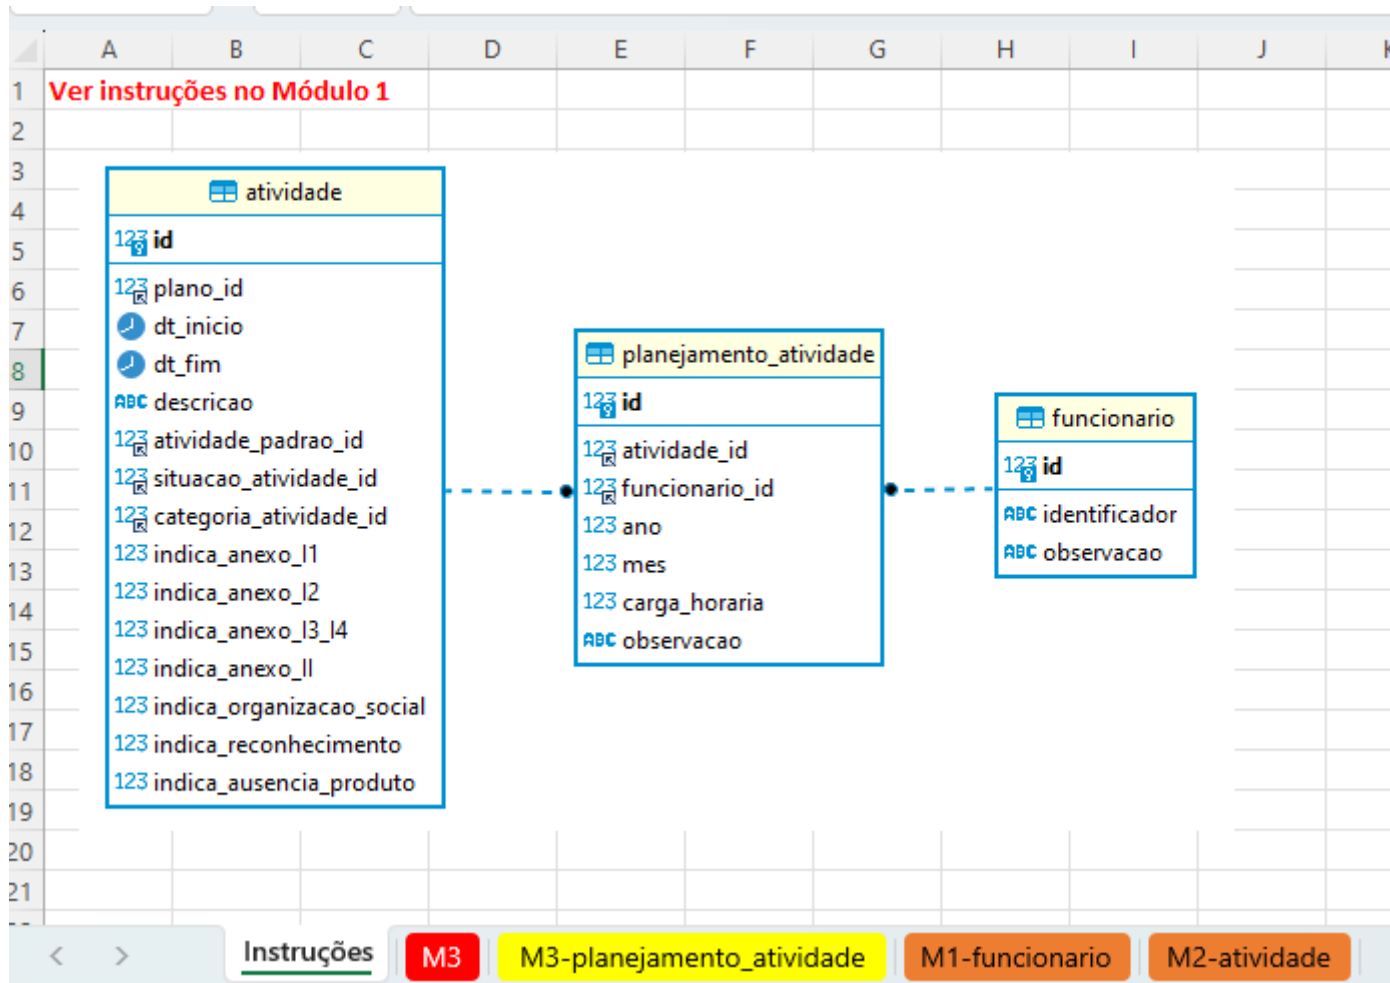 A B C D E F G H I J K
1 Ver instruções no Módulo 1
2
3
4
5
6
7
8
9
10
11
12
13
14
15
16
17
18
19
20
21
atividade
123 id
123 plano_id
dt_inicio
dt_fim
ABC descricao
123 atividade_padrao_id
123 situacao_atividade_id
123 categoria_atividade_id
123 indica_anexo_I1
123 indica_anexo_I2
123 indica_anexo_I3_I4
123 indica_anexo_II
123 indica_organizacao_social
123 indica_reconhecimento
123 indica_ausencia_produto
planejamento_atividade
123 id
123 atividade_id
123 funcionario_id
123 ano
123 mes
123 carga_horaria
ABC observacao
funcionario
123 id
ABC identificador
ABC observacao
Instruções M3 M3-planejamento_atividade M1-funcionario M2-atividade